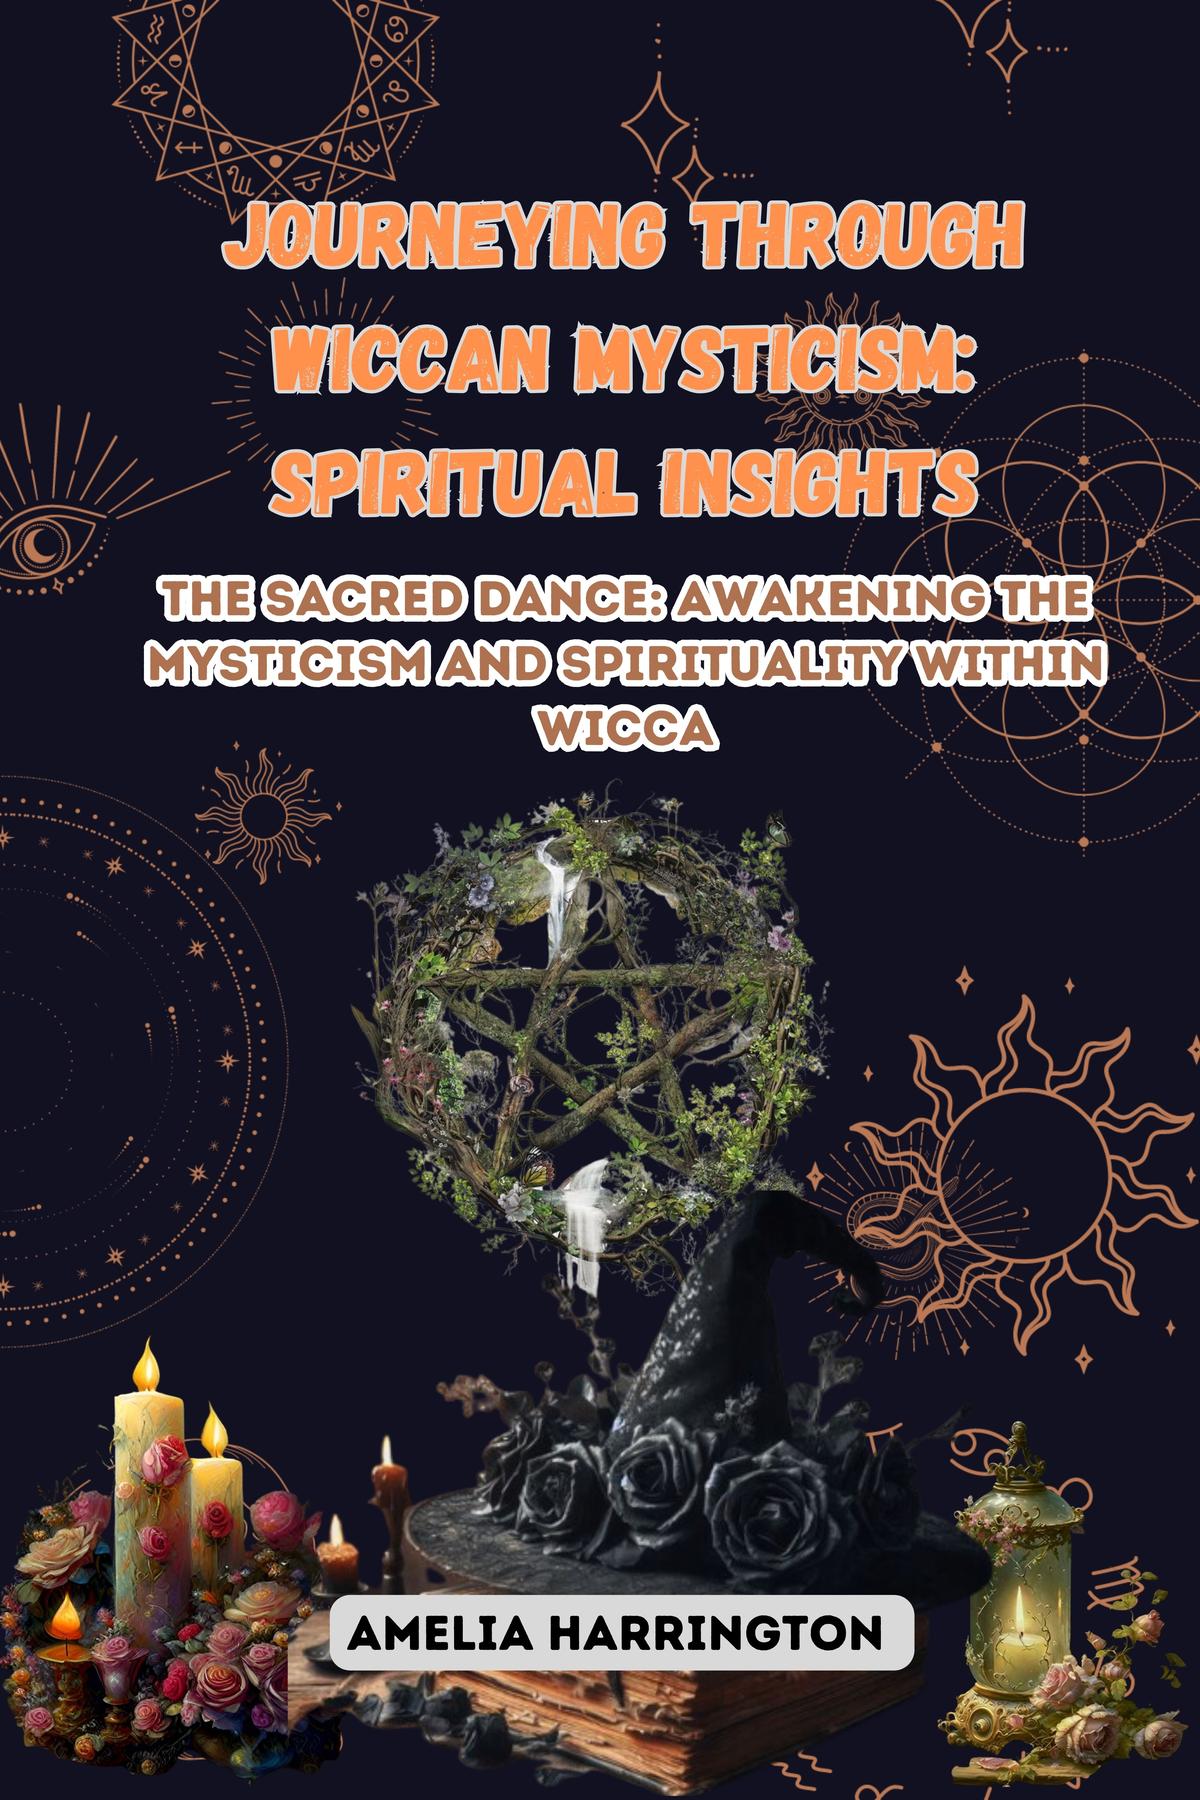 JOURNEYING THROUGH
WICCAN MYSTICISM:
SPIRITUAL INSIGHTS
THE SACRED DANCE: AWAKENING THE
MYSTICISM AND SPIRITUALITY WITHIN
WICCA
AMELIA HARRINGTON